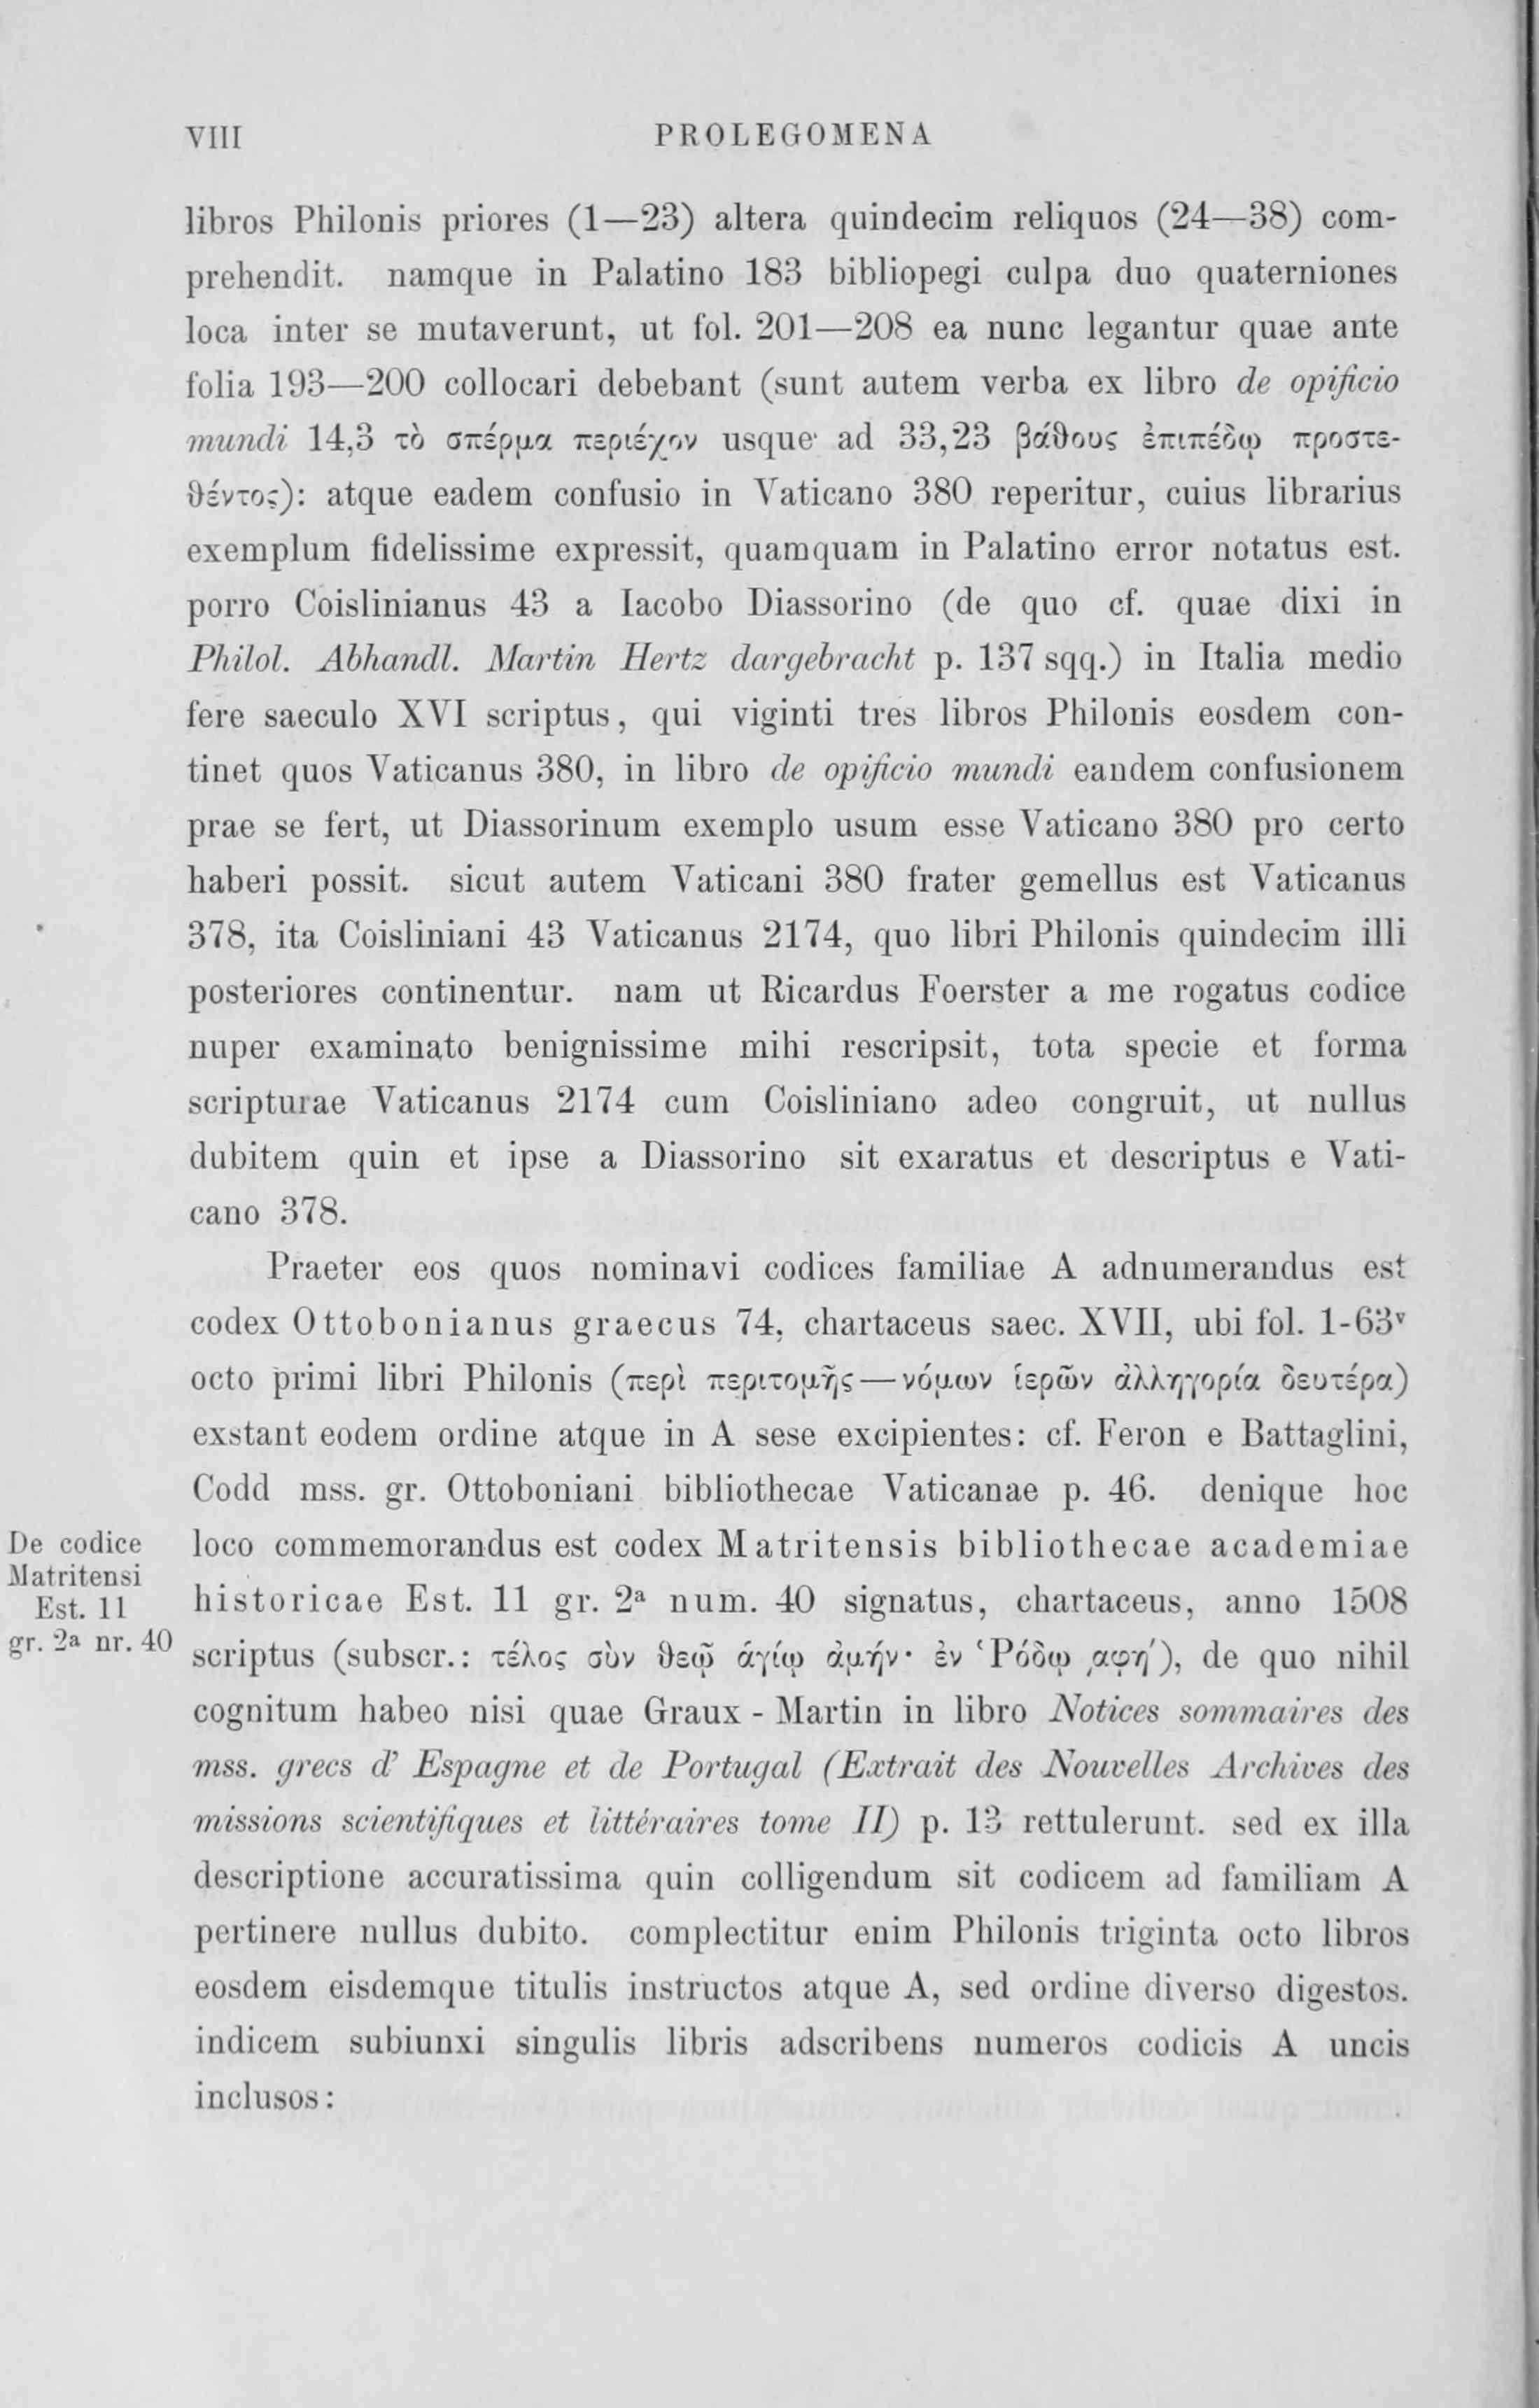 VIII PROLEGOMENA
libros Philonis priores (1—23) altera quindecim reliquos (24—38) com-
prehendit. namque in Palatino 183 bibliopegi culpa duo quaterniones
loca inter se mutaverunt, ut fol. 201—208 ea nunc legantur quae ante
folia 193—200 collocari debebant (sunt autem verba ex libro de opificio
mundi 14,3 τὸ σπέρμα περιέχον usque ad 33,23 βάθους ἐπιπέδῳ προστε-
θέντος): atque eadem confusio in Vaticano 380 reperitur, cuius librarius
exemplum fidelissime expressit, quamquam in Palatino error notatus est.
porro Coislinianus 43 a Iacobo Diassorino (de quo cf. quae dixi in
Philol. Abhandl. Martin Hertz dargebracht p. 137 sqq.) in Italia medio
fere saeculo XVI scriptus, qui viginti tres libros Philonis eosdem con-
tinet quos Vaticanus 380, in libro de opificio mundi eandem confusionem
prae se fert, ut Diassorinum exemplo usum esse Vaticano 380 pro certo
haberi possit. sicut autem Vaticani 380 frater gemellus est Vaticanus
378, ita Coisliniani 43 Vaticanus 2174, quo libri Philonis quindecim illi
posteriores continentur. nam ut Ricardus Foerster a me rogatus codice
nuper examinato benignissime mihi rescripsit, tota specie et forma
scripturae Vaticanus 2174 cum Coisliniano adeo congruit, ut nullus
dubitem quin et ipse a Diassorino sit exaratus et descriptus e Vati-
cano 378.
Praeter eos quos nominavi codices familiae A adnumerandus est
codex Ottobonianus graecus 74, chartaceus saec. XVII, ubi fol. 1-63v
octo primi libri Philonis (περὶ περιτομῆς — νόμων ἱερῶν ἀλληγορία δευτέρα)
exstant eodem ordine atque in A sese excipientes: cf. Feron e Battaglini,
Codd mss. gr. Ottoboniani bibliothecae Vaticanae p. 46. denique hoc
loco commemorandus est codex Matritensis bibliothecae academiae
historicae Est. 11 gr. 2a num. 40 signatus, chartaceus, anno 1508
scriptus (subscr.: τέλος σὺν θεῷ ἁγίῳ ἀμήν· ἐν Ῥόδῳ ͵αφη´), de quo nihil
cognitum habeo nisi quae Graux - Martin in libro Notices sommaires des
mss. grecs d’ Espagne et de Portugal (Extrait des Nouvelles Archives des
missions scientifiques et littéraires tome II) p. 13 rettulerunt. sed ex illa
descriptione accuratissima quin colligendum sit codicem ad familiam A
pertinere nullus dubito. complectitur enim Philonis triginta octo libros
eosdem eisdemque titulis instructos atque A, sed ordine diverso digestos.
indicem subiunxi singulis libris adscribens numeros codicis A uncis
inclusos:
De codice
Matritensi
Est. 11
gr. 2a nr. 40